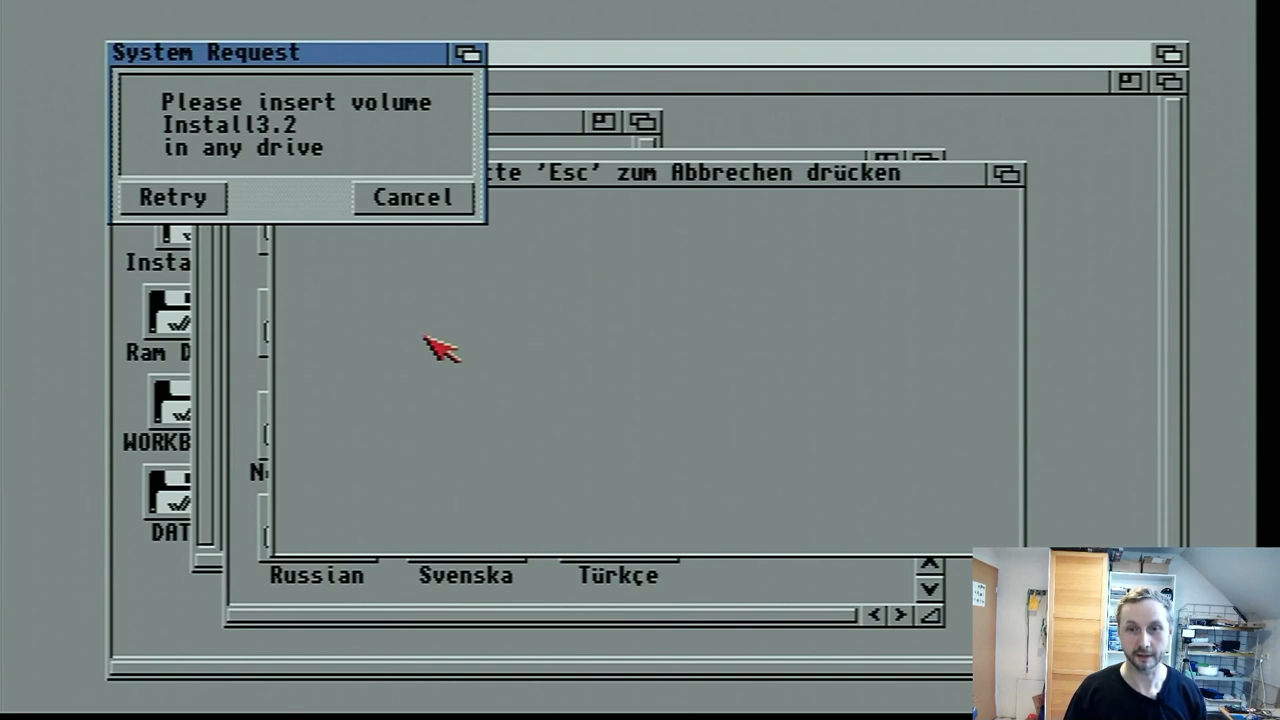 System Request
Please insert volume
Install3.2
in any drive
Retry
Cancel
'Esc' zum Abbrechen drücken
Insta
Ram D
WORKB
DAT
Russian
Svenska
Türkçe